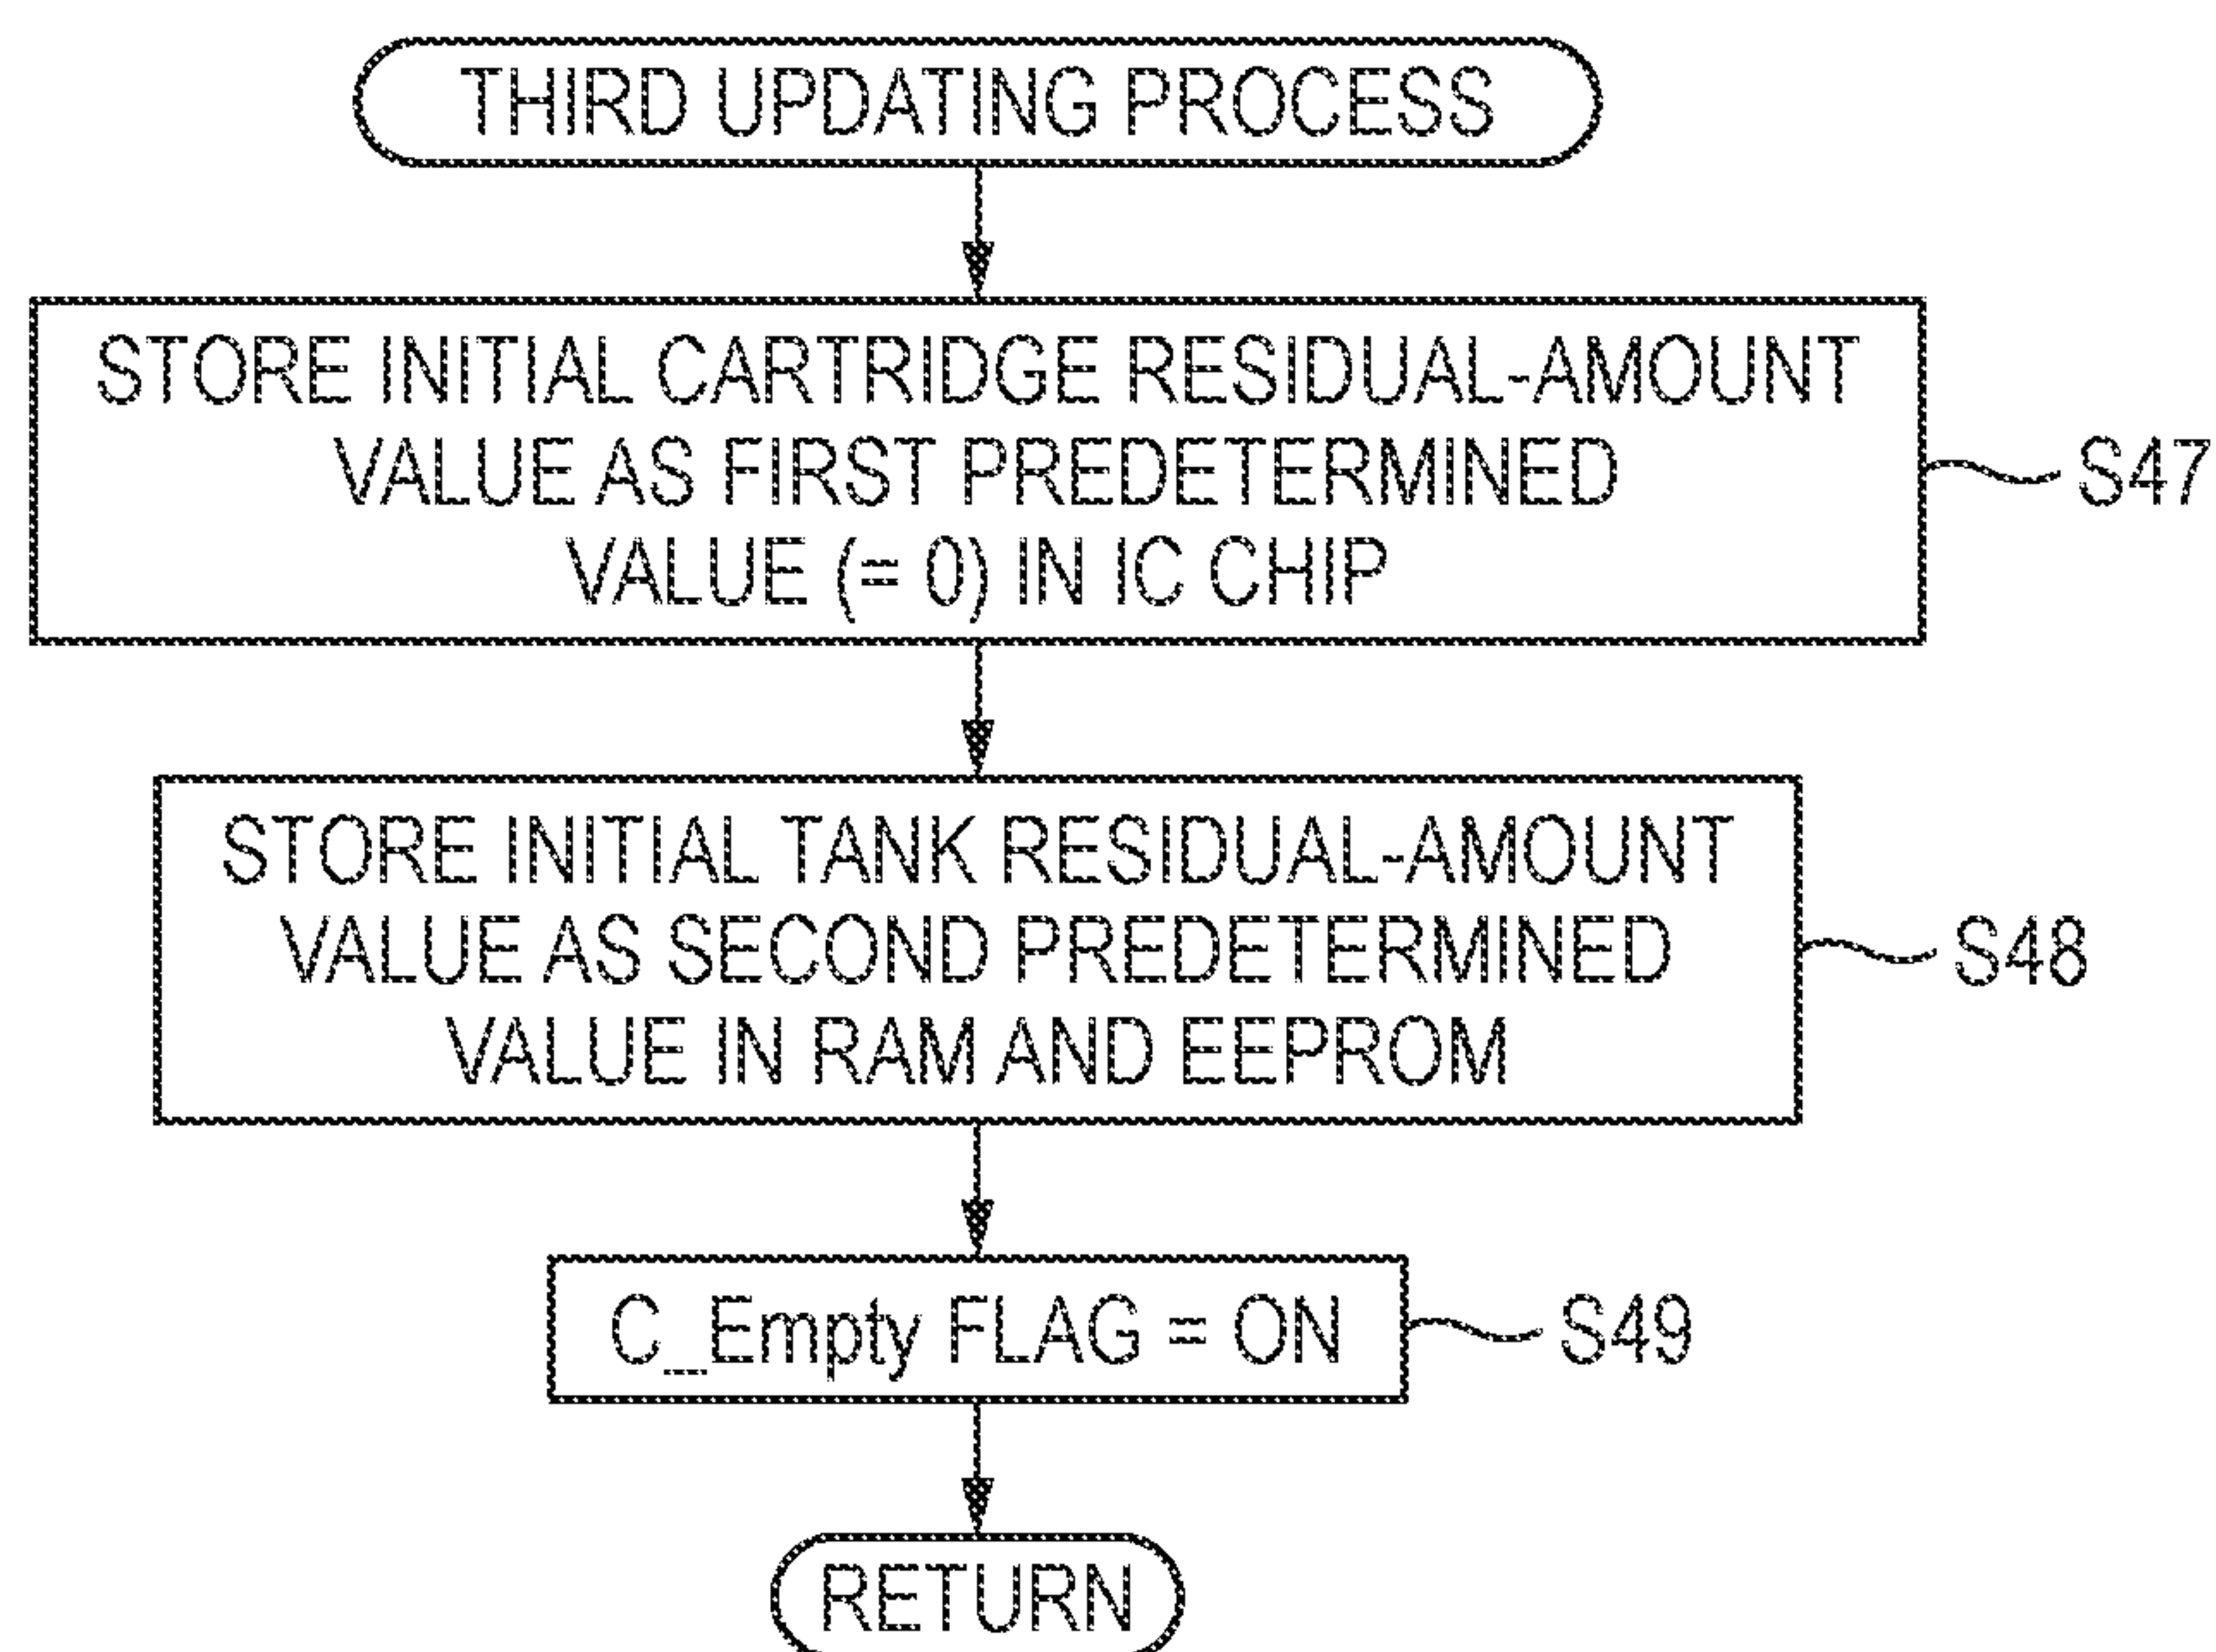 THIRD UPDATING PROCESS
STORE INITIAL CARTRIDGE RESIDUAL-AMOUNT
VALUE AS FIRST PREDETERMINED
VALUE (= 0) IN IC CHIP
S47
STORE INITIAL TANK RESIDUAL-AMOUNT
VALUE AS SECOND PREDETERMINED
VALUE IN RAM AND EEPROM
S48
C_Empty FLAG = ON
S49
RETURN